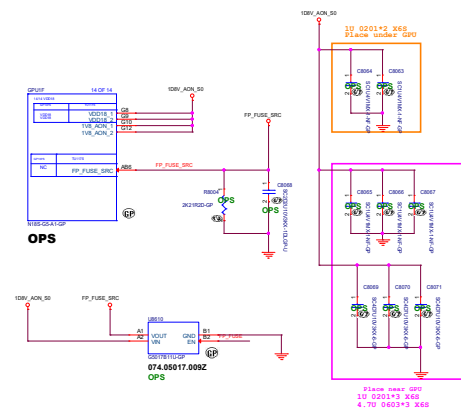 1D8V_AON_S0
1U 0201*2 X6S
Place under GPU
C8064
C8063
GPU1F
14 OF 14
1D8V_AON_S0
VDD18_1
G8
VDD18_2
G9
1V8_AON_1
G10
1V8_AON_2
G12
FP_FUSE_SRC
NC
FP_FUSE_SRC
AB6
FP_FUSE_SRC
N18S-G5-A1-GP
OPS
R8004
2K21R2D-GP
OPS
C8068
OPS
C8065
C8066
C8067
C8069
C8070
C8071
1D8V_AON_S0
FP_FUSE_SRC
U8610
A1
VOUT
GND
B1
A2
VIN
EN
B2
FP_FUSE
G5017B11U-GP
074.05017.009Z
OPS
Place near GPU
1U 0201*3 X6S
4.7U 0603*3 X6S